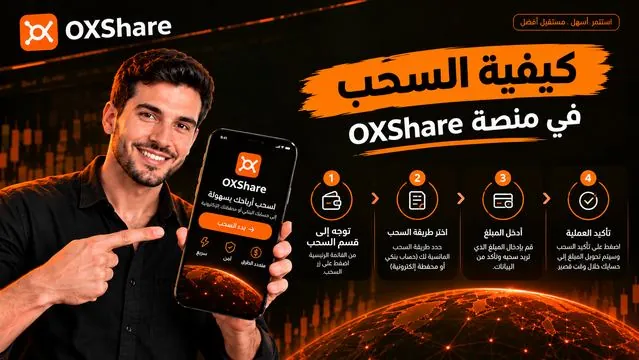 OXShare
استثمر. أسهل. مستقبل أفضل
كيفية السحب
في منصة OXShare
OXShare
اسحب أرباحك بسهولة
إلى حسابك البنكي أو محفظتك الإلكترونية
بدء السحب →
سريع
آمن
متعدد الطرق
1
توجه إلى
قسم السحب
من القائمة الرئيسية
اضغط على زر
السحب.
2
اختر طريقة السحب
حدد طريقة السحب
المناسبة لك (حساب بنكي
أو محفظة إلكترونية)
3
أدخل المبلغ
قم بإدخال المبلغ الذي
تريد سحبه وتأكد من
البيانات.
4
تأكيد العملية
اضغط على تأكيد السحب
وسيتم تحويل المبلغ إلى
حسابك خلال وقت قصير.